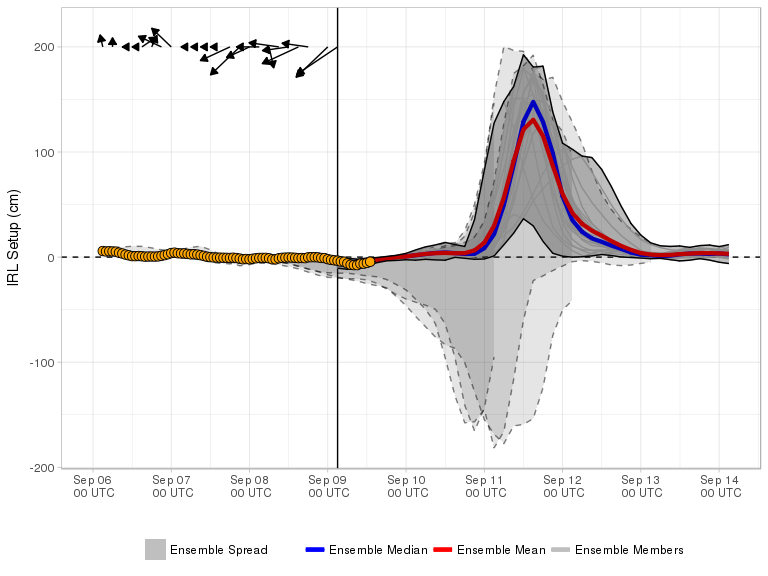 IRL Setup (cm)
200
100
0
-100
-200
Sep 06 Sep 07 Sep 08 Sep 09 Sep 10 Sep 11 Sep 12 Sep 13 Sep 14
00 UTC 00 UTC 00 UTC 00 UTC 00 UTC 00 UTC 00 UTC 00 UTC 00 UTC
Ensemble Spread Ensemble Median Ensemble Mean Ensemble Members